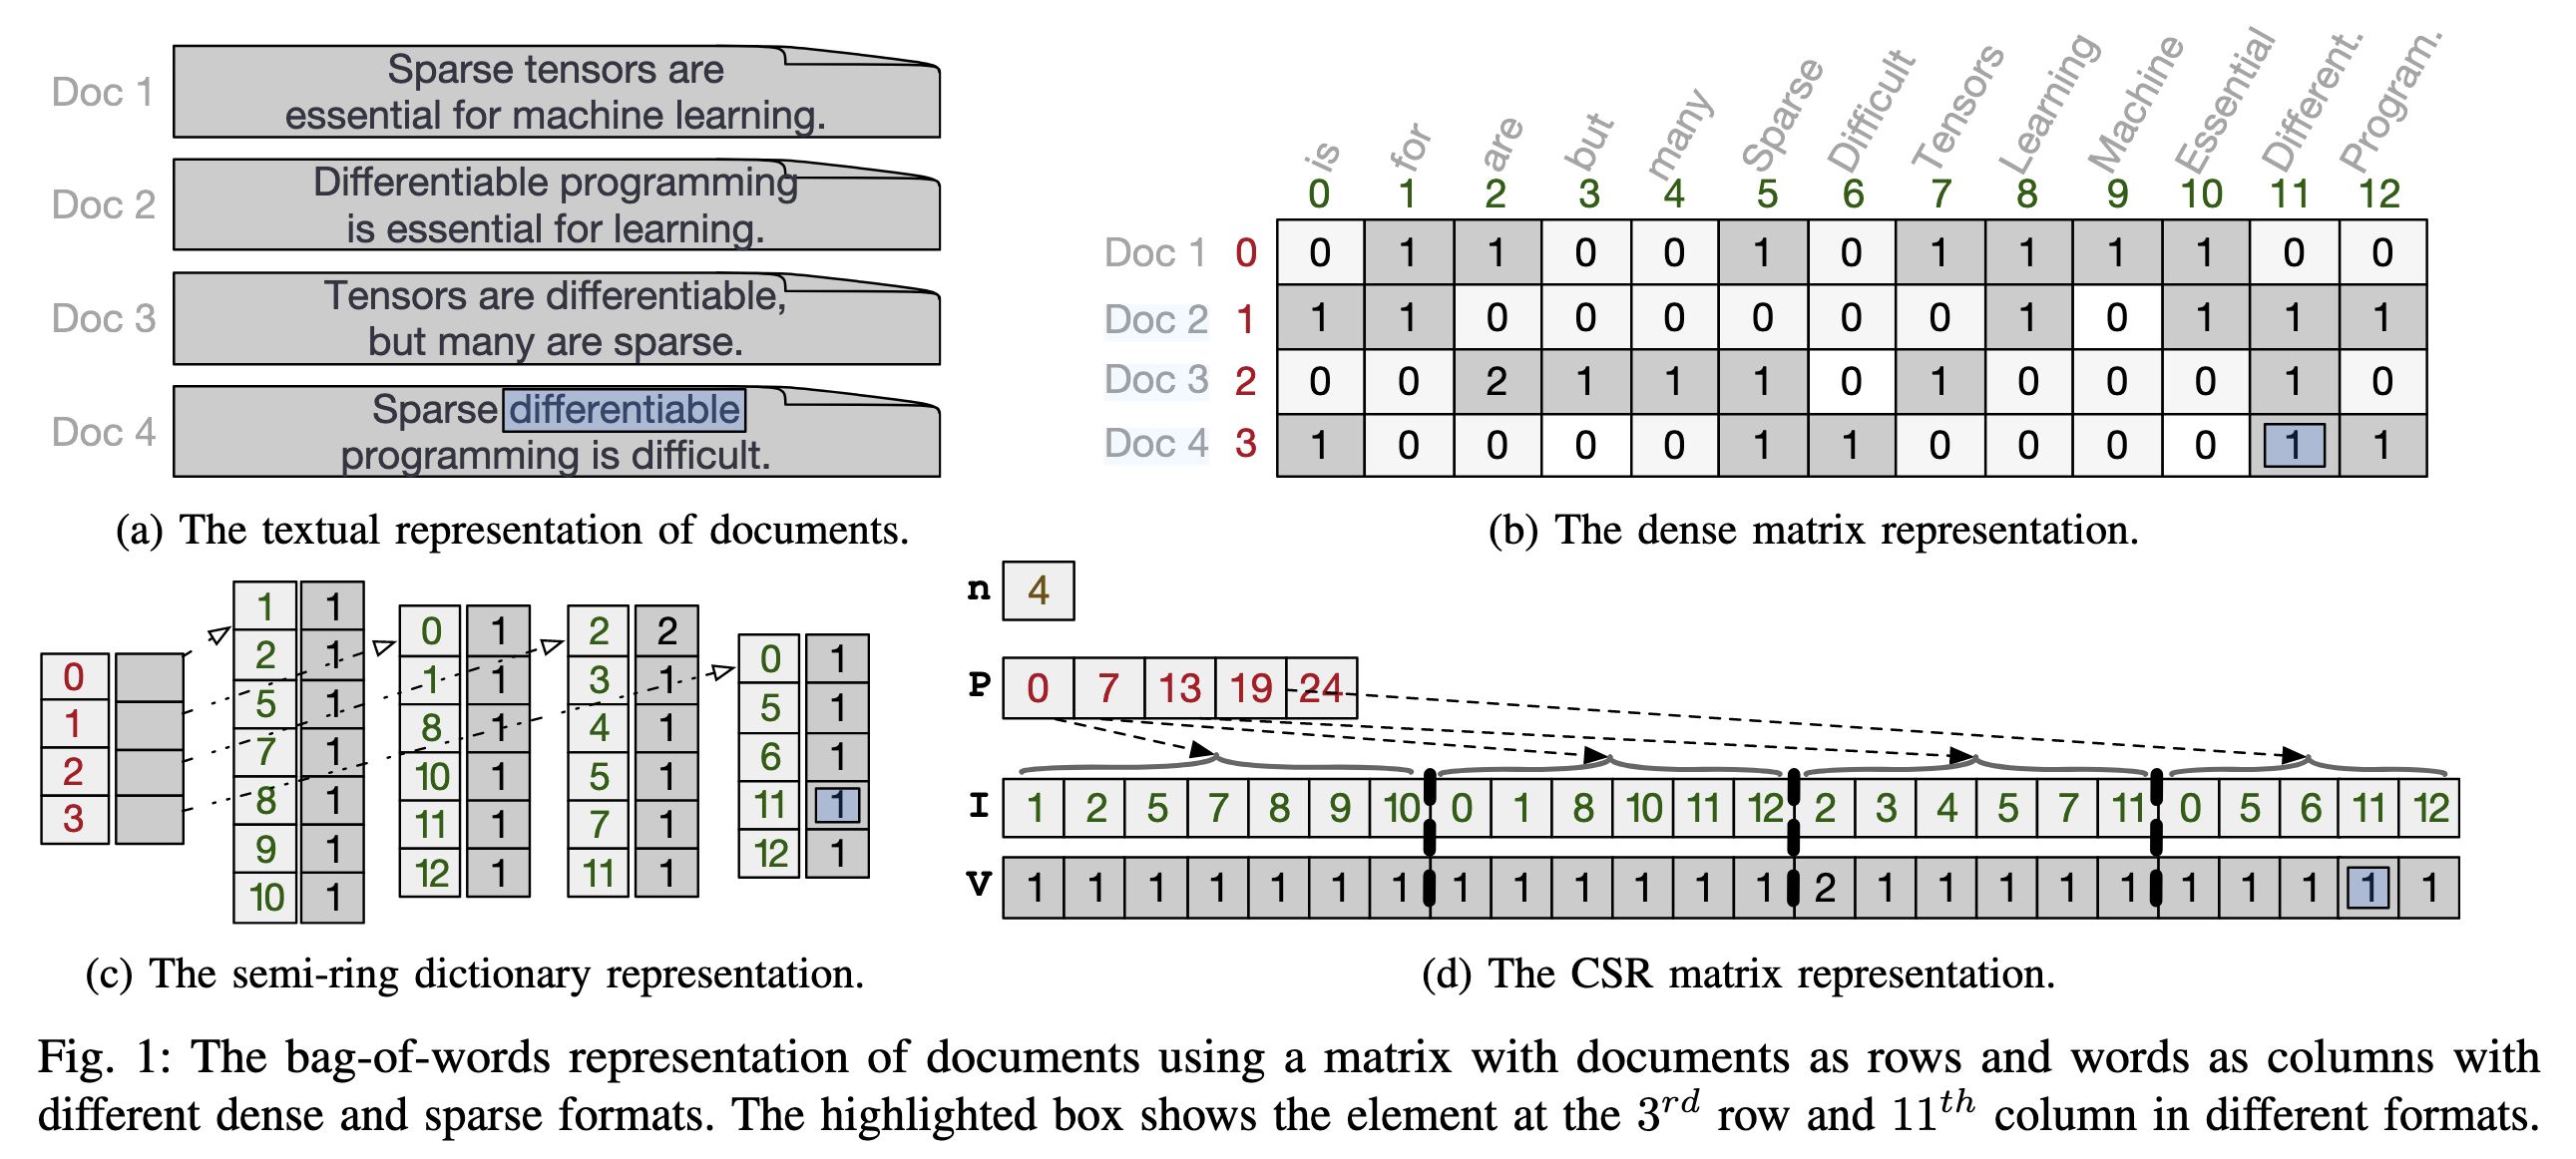 Doc 1
Sparse tensors are
essential for machine learning.
Doc 2
Differentiable programming
is essential for learning.
Doc 3
Tensors are differentiable,
but many are sparse.
Doc 4
Sparse differentiable
programming is difficult.
(a) The textual representation of documents.
is for are but many Sparse Difficult Tensors Learning Machine Essential Different. Program.
0 1 2 3 4 5 6 7 8 9 10 11 12
Doc 1 0 0 1 1 0 0 1 0 1 1 1 1 0 0
Doc 2 1 1 1 0 0 0 0 0 0 1 0 1 1 1
Doc 3 2 0 0 2 1 1 1 0 1 0 0 0 1 0
Doc 4 3 1 0 0 0 0 1 1 0 0 0 0 1 1
(b) The dense matrix representation.
0
1
2
3
1 1
2 1
5 1
7 1
8 1
9 1
10 1
0 1
1 1
8 1
10 1
11 1
12 1
2 2
3 1
4 1
5 1
7 1
11 1
0 1
5 1
6 1
11 1
12 1
(c) The semi-ring dictionary representation.
n 4
P 0 7 13 19 24
I 1 2 5 7 8 9 10 0 1 8 10 11 12 2 3 4 5 7 11 0 5 6 11 12
V 1 1 1 1 1 1 1 1 1 1 1 1 1 2 1 1 1 1 1 1 1 1 1 1
(d) The CSR matrix representation.
Fig. 1: The bag-of-words representation of documents using a matrix with documents as rows and words as columns with
different dense and sparse formats. The highlighted box shows the element at the 3rd row and 11th column in different formats.